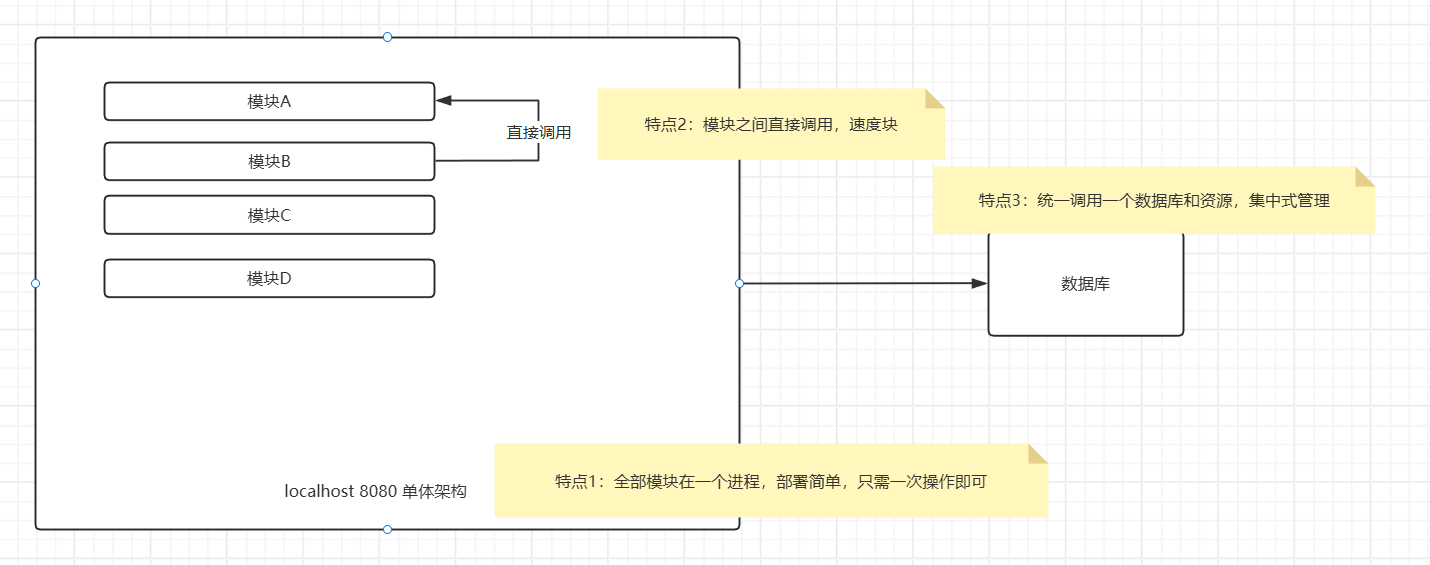 模块A
直接调用
模块B
模块C
模块D
特点2：模块之间直接调用，速度块
特点3：统一调用一个数据库和资源，集中式管理
数据库
特点1：全部模块在一个进程，部署简单，只需一次操作即可
localhost 8080 单体架构